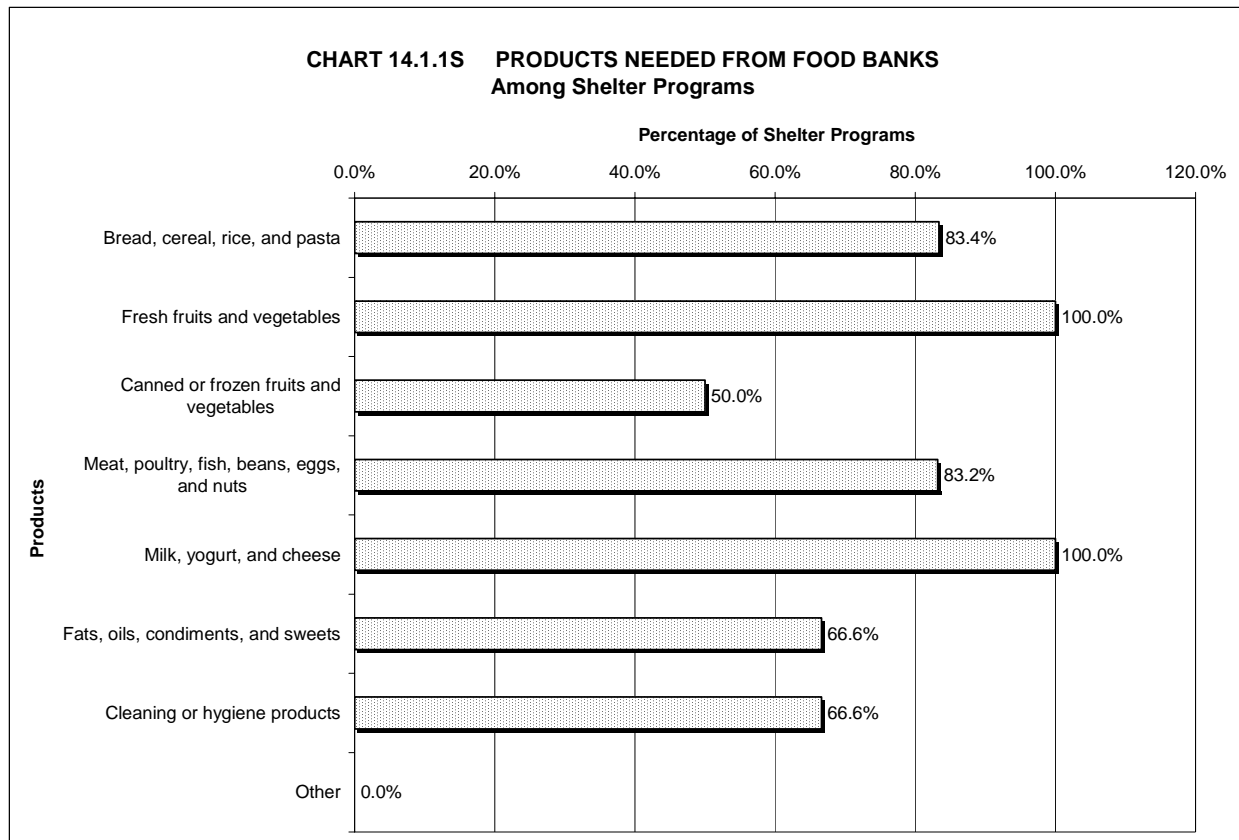 CHART 14.1.1S PRODUCTS NEEDED FROM FOOD BANKS
Among Shelter Programs
Percentage of Shelter Programs
0.0% 20.0% 40.0% 60.0% 80.0% 100.0% 120.0%
Products
Bread, cereal, rice, and pasta 83.4%
Fresh fruits and vegetables 100.0%
Canned or frozen fruits and
vegetables 50.0%
Meat, poultry, fish, beans, eggs,
and nuts 83.2%
Milk, yogurt, and cheese 100.0%
Fats, oils, condiments, and sweets 66.6%
Cleaning or hygiene products 66.6%
Other 0.0%